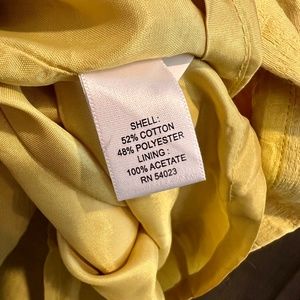 SHELL:
52% COTTON
48% POLYESTER
LINING :
100% ACETATE
RN 54023